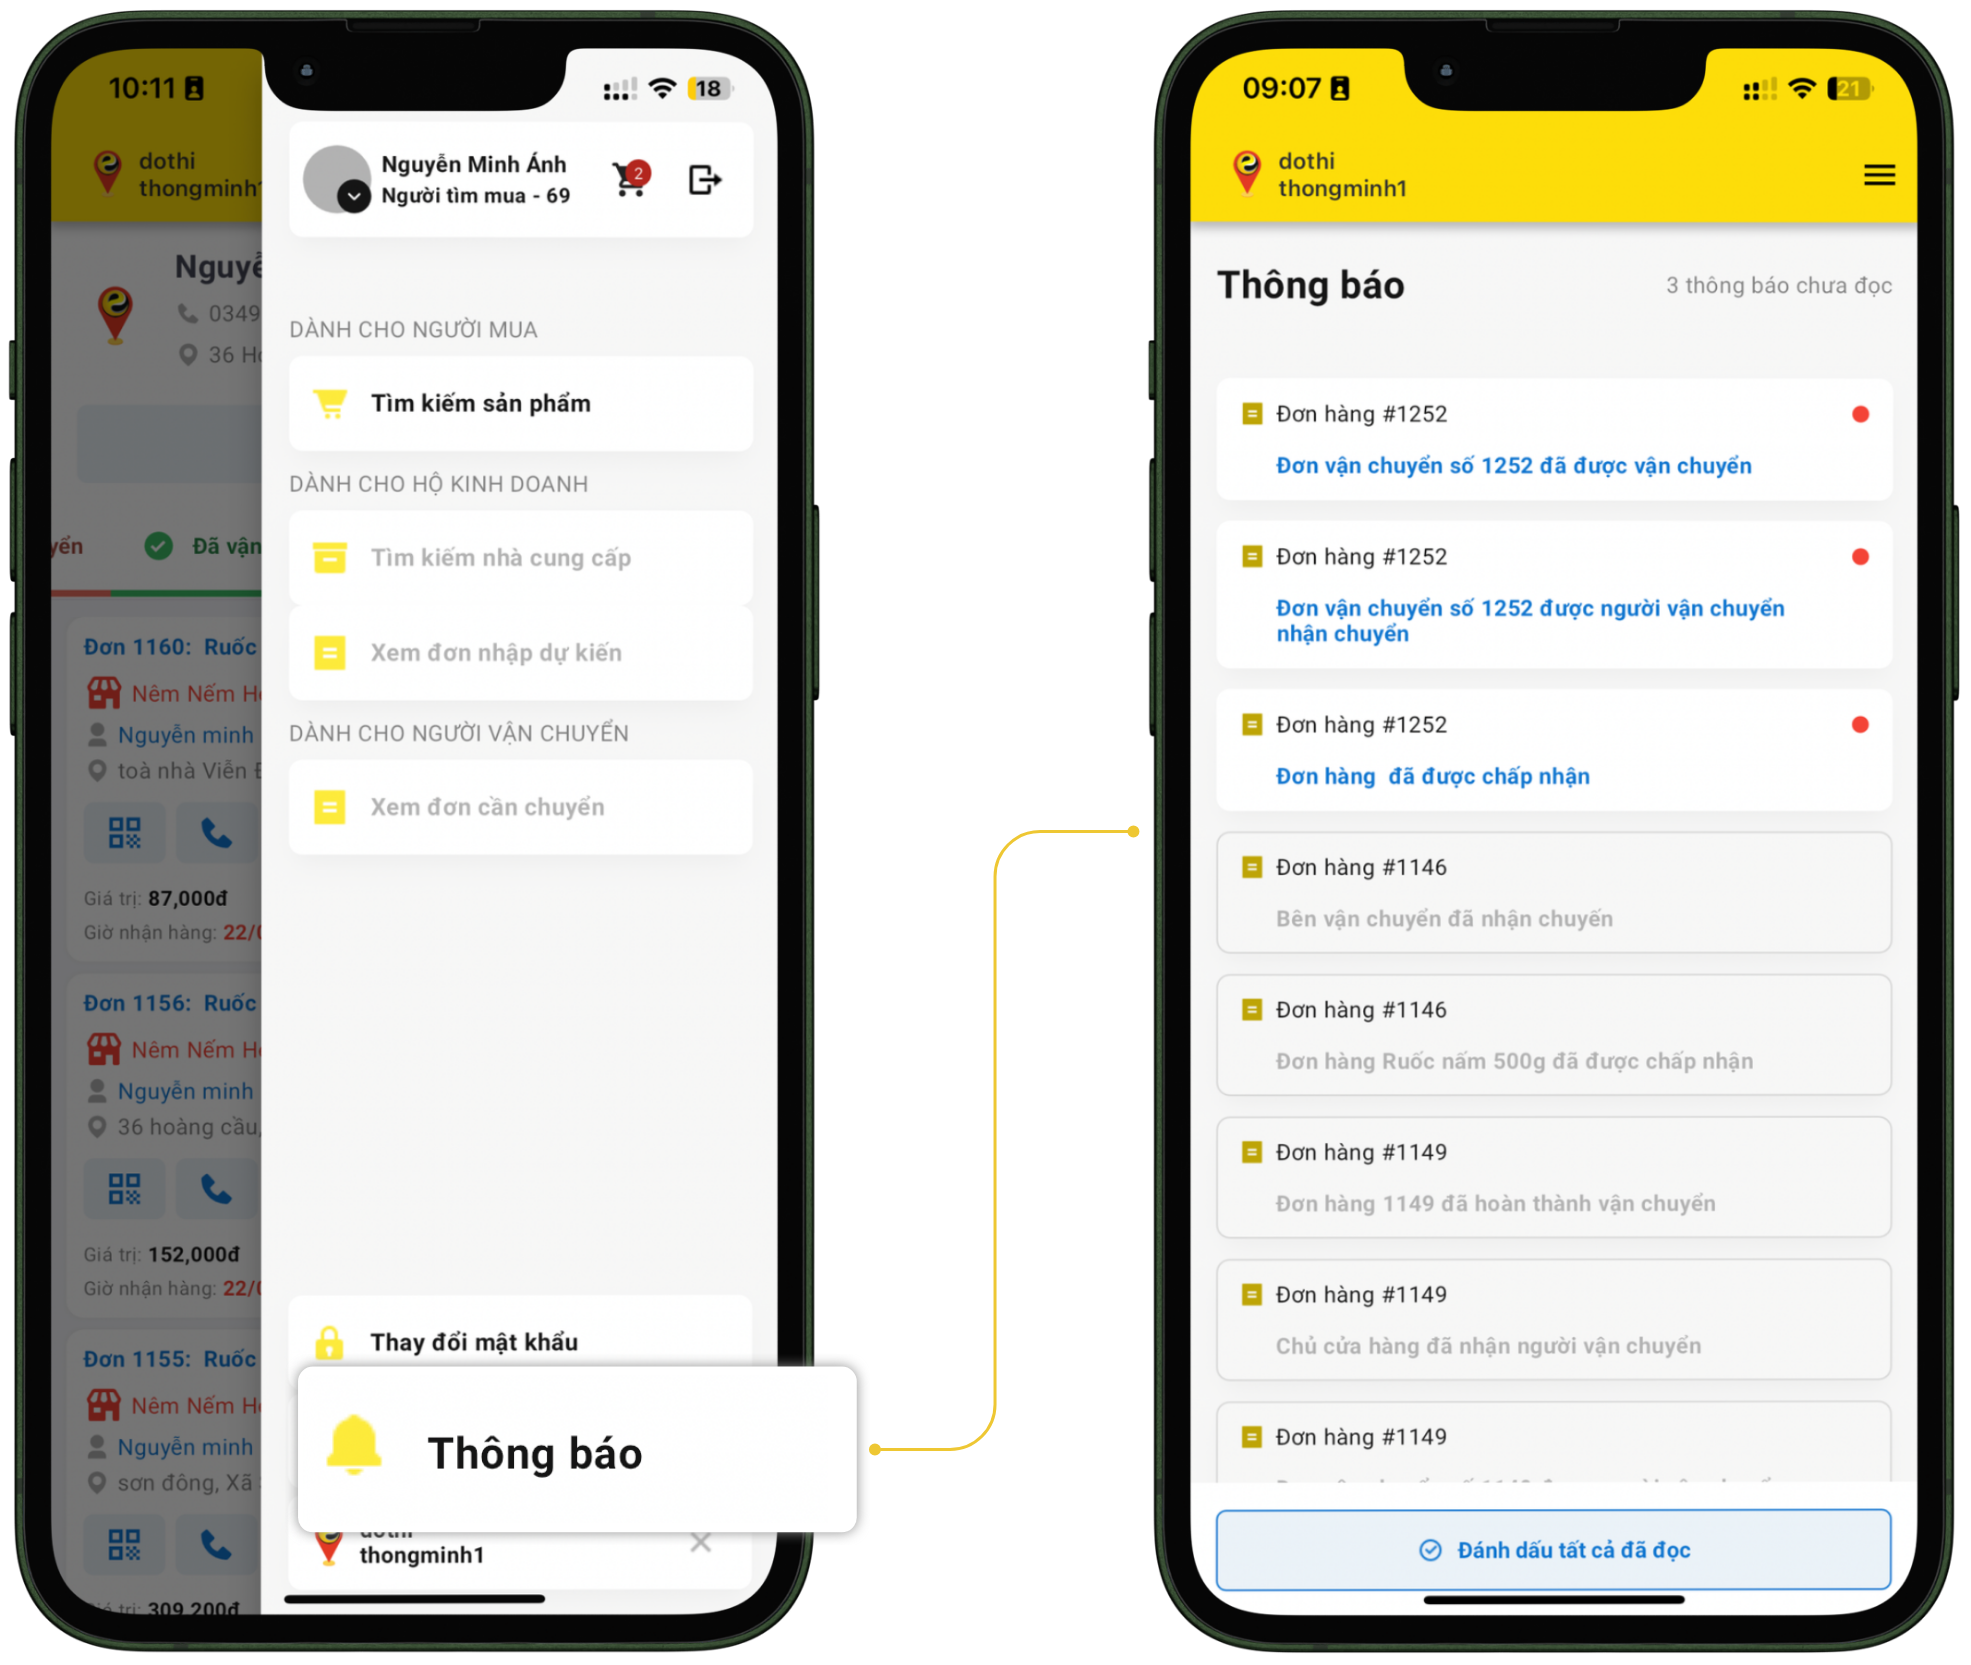 10:11
18
dothi
thongminh1
Nguyễn Minh Ánh
Người tìm mua - 69
2
Nguyễ
0349
36 Ho
DÀNH CHO NGƯỜI MUA
Tìm kiếm sản phẩm
DÀNH CHO HỘ KINH DOANH
Tìm kiếm nhà cung cấp
Xem đơn nhập dự kiến
DÀNH CHO NGƯỜI VẬN CHUYỂN
Xem đơn cần chuyển
yển
Đã vận
Đơn 1160: Ruốc
Nêm Nếm
Nguyễn minh
toà nhà Viễn
Giá trị: 87,000đ
Giờ nhận hàng: 22/
Đơn 1156: Ruốc
Nêm Nếm
Nguyễn minh
36 hoàng cầu,
Giá trị: 152,000đ
Giờ nhận hàng: 22/
Đơn 1155: Ruốc
Nêm Nếm
Nguyễn minh
sơn đông, Xã
309,200đ
Thay đổi mật khẩu
Thông báo
dothi
thongminh1
09:07
21
dothi
thongminh1
Thông báo
3 thông báo chưa đọc
Đơn hàng #1252
Đơn vận chuyển số 1252 đã được vận chuyển
Đơn hàng #1252
Đơn vận chuyển số 1252 được người vận chuyển
nhận chuyển
Đơn hàng #1252
Đơn hàng đã được chấp nhận
Đơn hàng #1146
Bên vận chuyển đã nhận chuyến
Đơn hàng #1146
Đơn hàng Ruốc nấm 500g đã được chấp nhận
Đơn hàng #1149
Đơn hàng 1149 đã hoàn thành vận chuyển
Đơn hàng #1149
Chủ cửa hàng đã nhận người vận chuyển
Đơn hàng #1149
Đánh dấu tất cả đã đọc